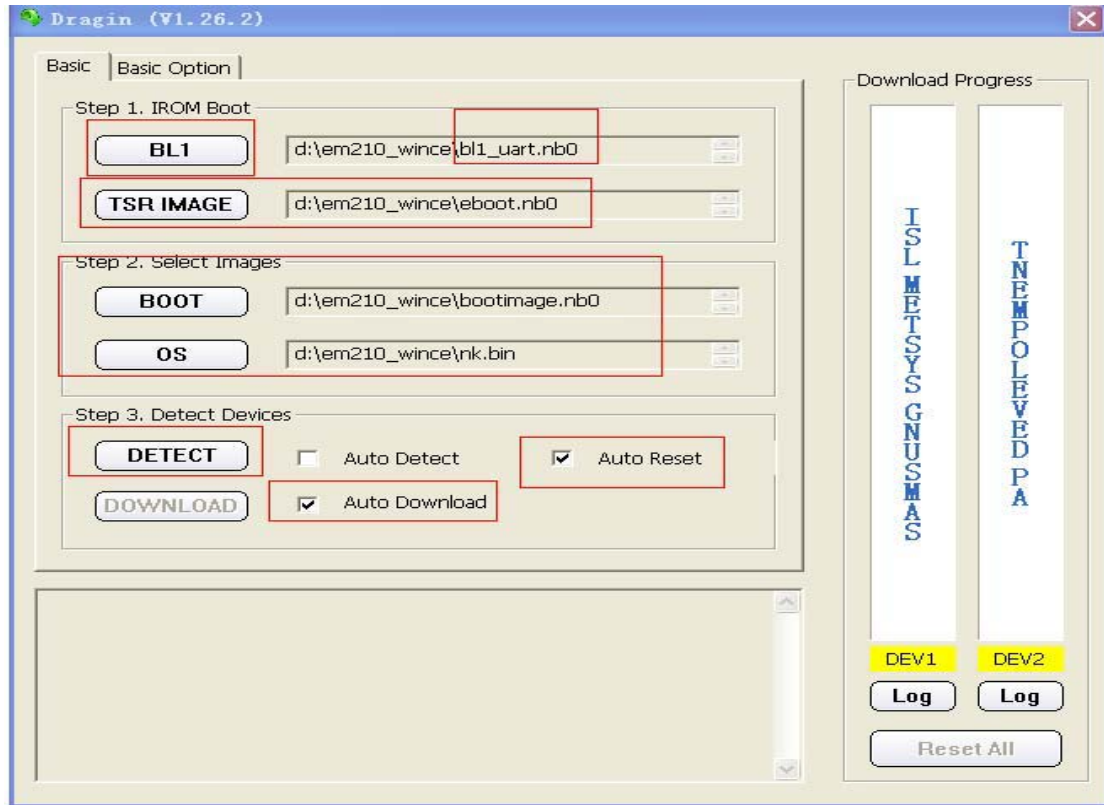 Dragin (V1.26.2)
Basic
Basic Option
Step 1. IROM Boot
BL1
d:\em210_wince\bl1_uart.nb0
TSR IMAGE
d:\em210_wince\eboot.nb0
Step 2. Select Images
BOOT
d:\em210_wince\bootimage.nb0
OS
d:\em210_wince\nk.bin
Step 3. Detect Devices
DETECT
Auto Detect
Auto Reset
DOWNLOAD
Auto Download
Download Progress
ISL METSYS GNUSMAS
TNEMPOLEVED PA
DEV1
DEV2
Log
Log
Reset All